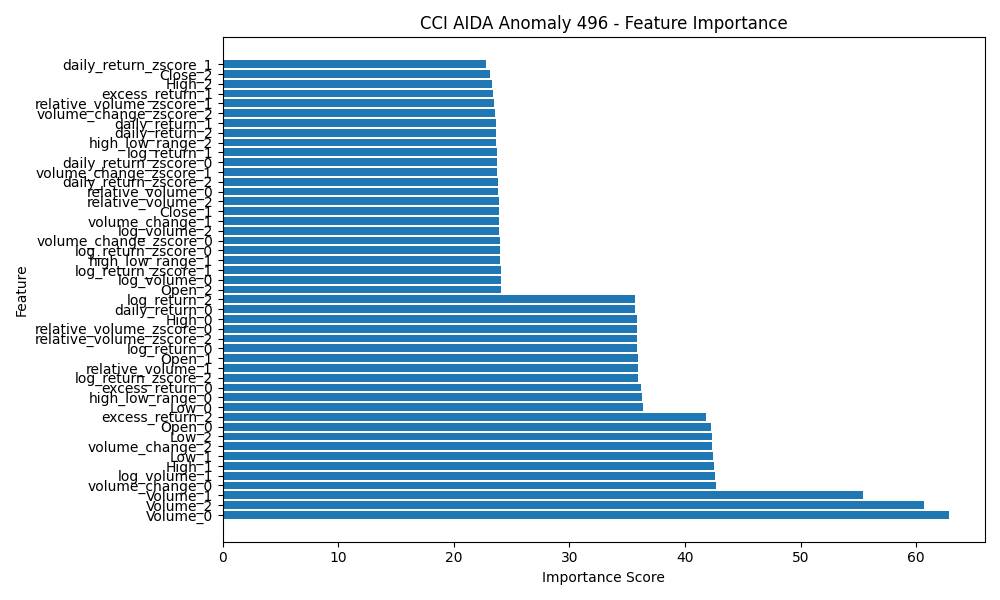 CCI AIDA Anomaly 496 - Feature Importance
daily_return_zscore_1
Close_2
High_2
excess_return_1
relative_volume_zscore_1
volume_change_zscore_2
daily_return_1
daily_return_2
high_low_range_2
log_return_1
daily_return_zscore_0
volume_change_zscore_1
daily_return_zscore_2
relative_volume_0
relative_volume_2
Close_1
volume_change_1
log_volume_2
volume_change_zscore_0
log_return_zscore_0
high_low_range_1
log_return_zscore_1
log_volume_0
Open_2
log_return_2
daily_return_0
High_0
relative_volume_zscore_0
relative_volume_zscore_2
log_return_0
Open_1
relative_volume_1
log_return_zscore_2
excess_return_0
high_low_range_0
Low_0
excess_return_2
Open_0
Low_2
volume_change_2
Low_1
High_1
log_volume_1
volume_change_0
Volume_1
Volume_2
Volume_0
Feature
0 10 20 30 40 50 60
Importance Score